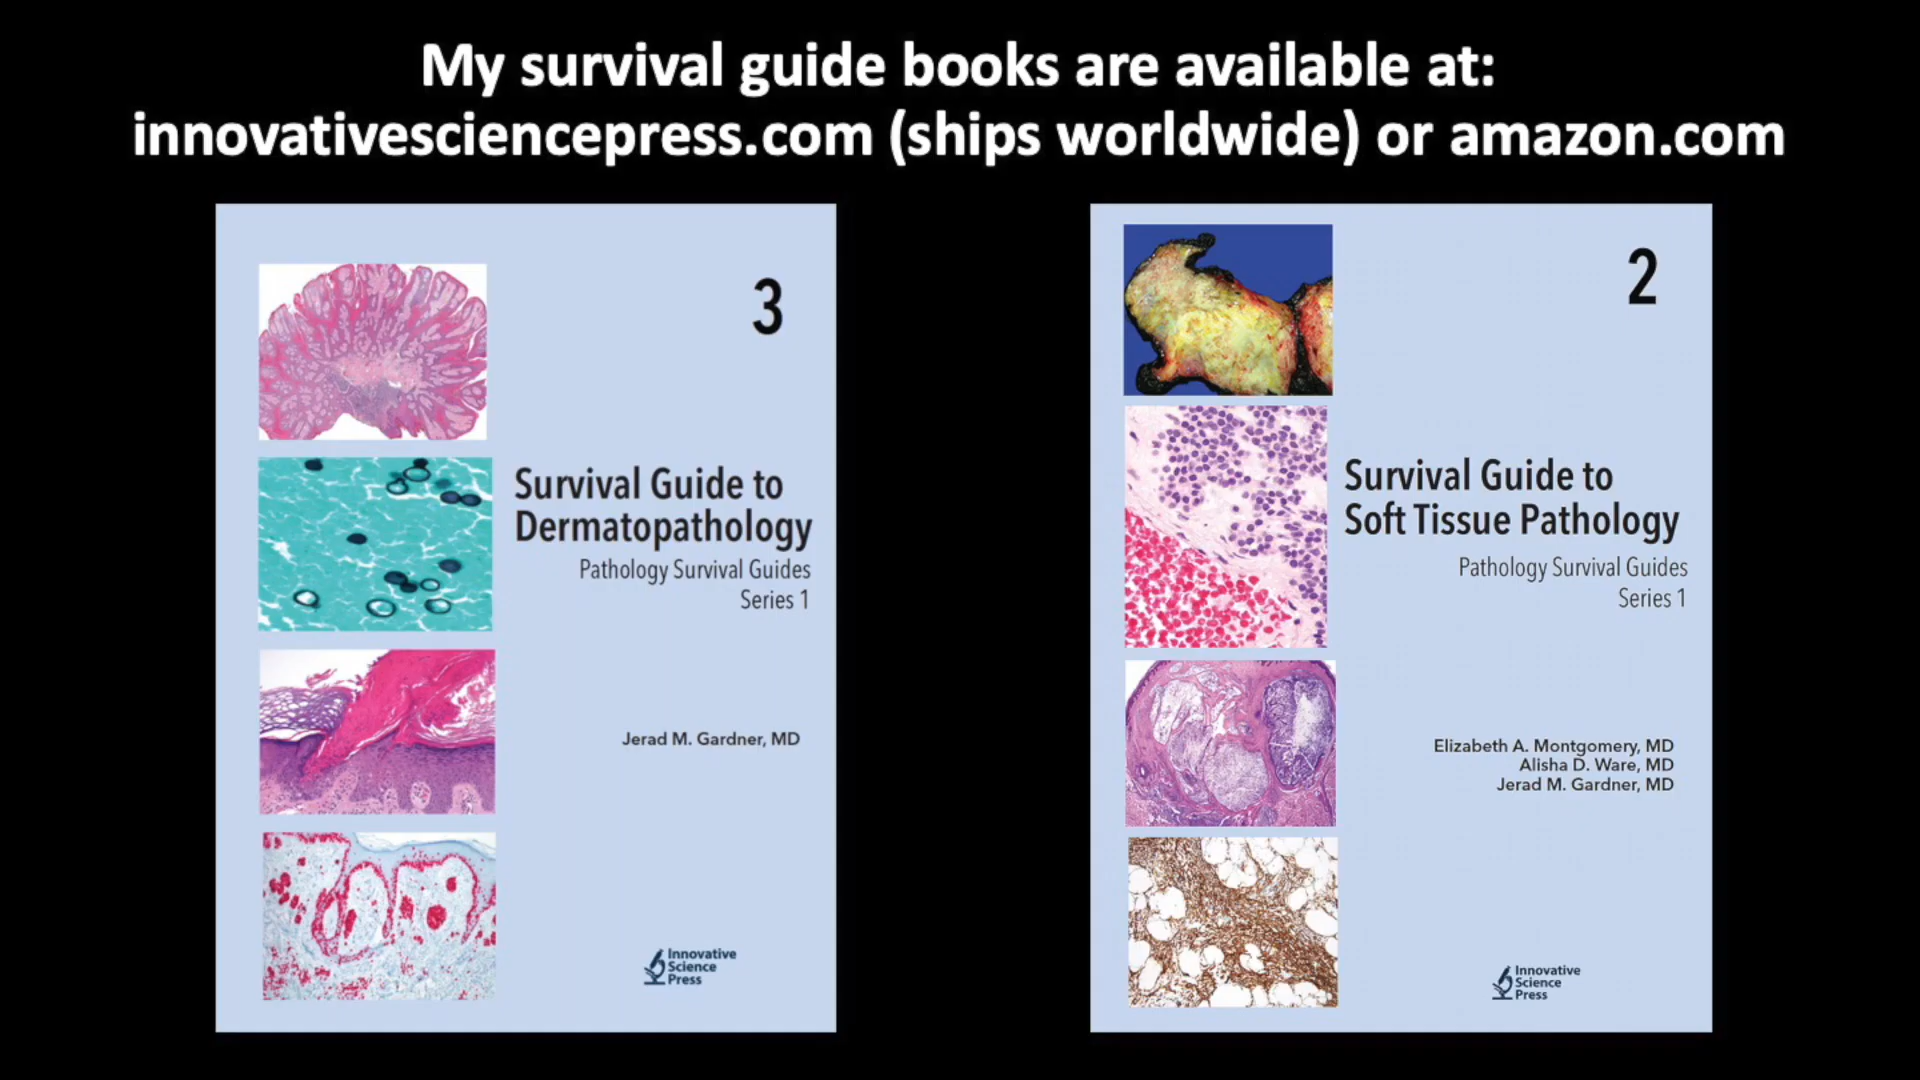 My survival guide books are available at:
innovativesciencepress.com (ships worldwide) or amazon.com
3
Survival Guide to
Dermatopathology
Pathology Survival Guides
Series 1
Jerad M. Gardner, MD
Innovative
Science
Press
2
Survival Guide to
Soft Tissue Pathology
Pathology Survival Guides
Series 1
Elizabeth A. Montgomery, MD
Alisha D. Ware, MD
Jerad M. Gardner, MD
Innovative
Science
Press